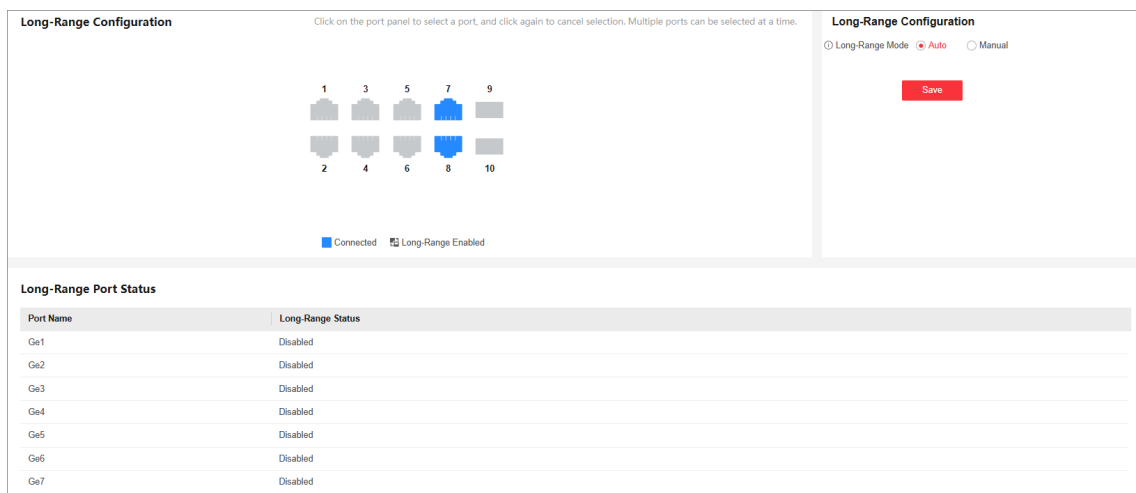 Long-Range Configuration
Click on the port panel to select a port, and click again to cancel selection. Multiple ports can be selected at a time.
1 3 5 7 9
2 4 6 8 10
Connected Long-Range Enabled
Long-Range Configuration
Long-Range Mode Auto Manual
Save
Long-Range Port Status
Port Name Long-Range Status
Ge1 Disabled
Ge2 Disabled
Ge3 Disabled
Ge4 Disabled
Ge5 Disabled
Ge6 Disabled
Ge7 Disabled